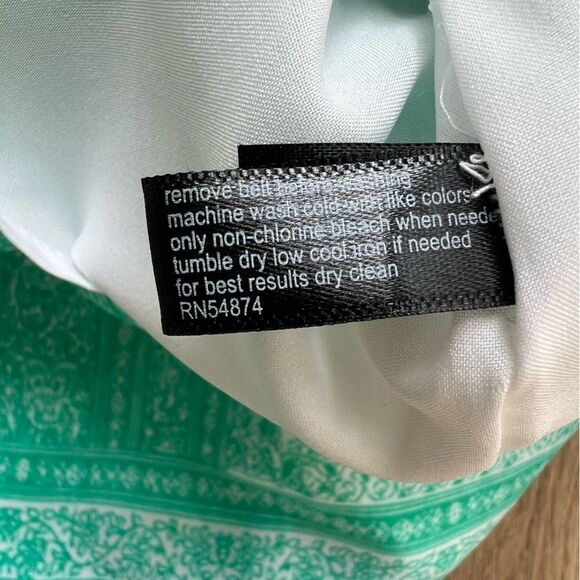 remove belt before washing
machine wash cold with like colors
only non-chlorine bleach when needed
tumble dry low cool iron if needed
for best results dry clean
RN54874